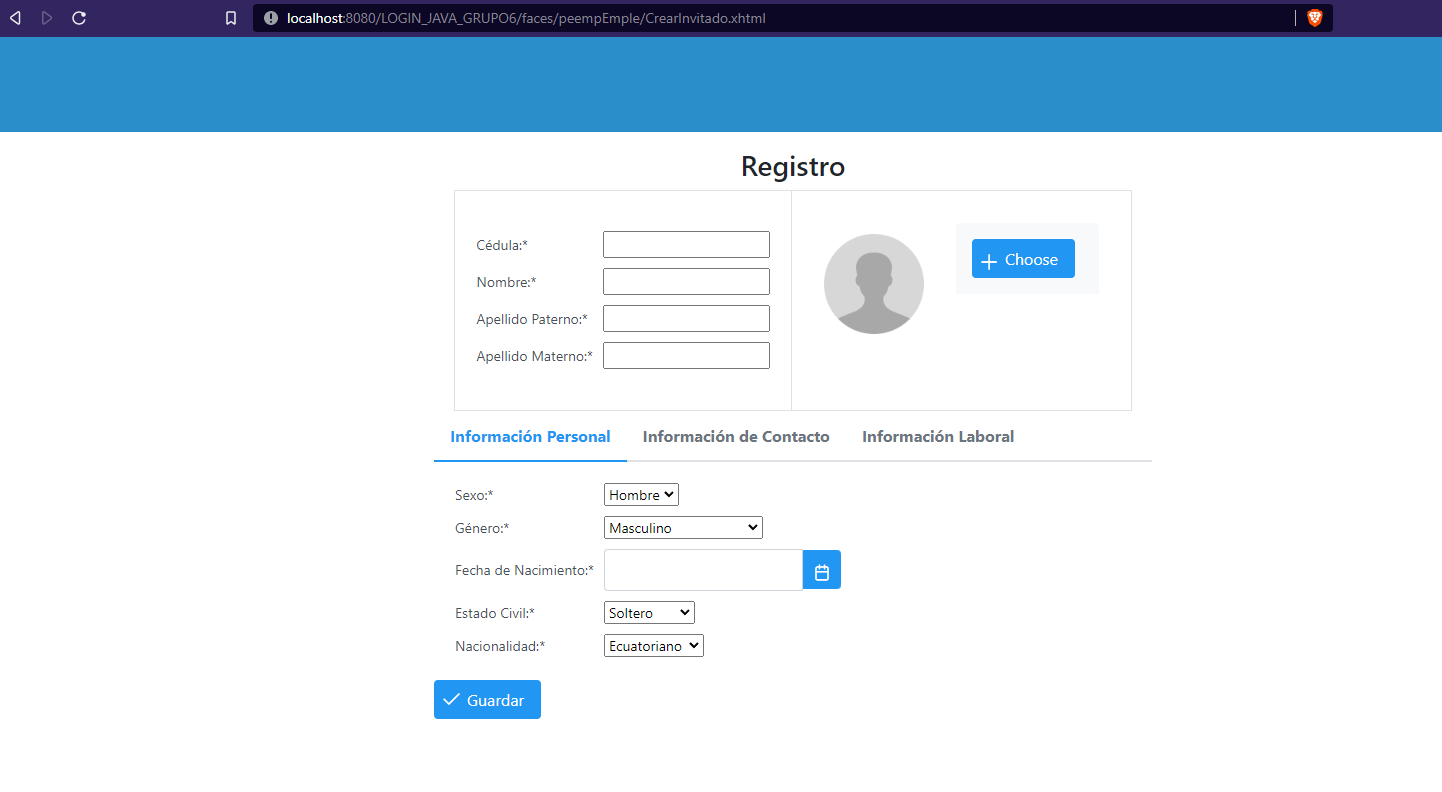 localhost:8080/LOGIN_JAVA_GRUPO6/faces/peempEmple/CrearInvitado.xhtml
Registro
Cédula:*
Nombre:*
Apellido Paterno:*
Apellido Materno:*
Choose
Información Personal Información de Contacto Información Laboral
Sexo:* Hombre
Género:* Masculino
Fecha de Nacimiento:*
Estado Civil:* Soltero
Nacionalidad:* Ecuatoriano
Guardar